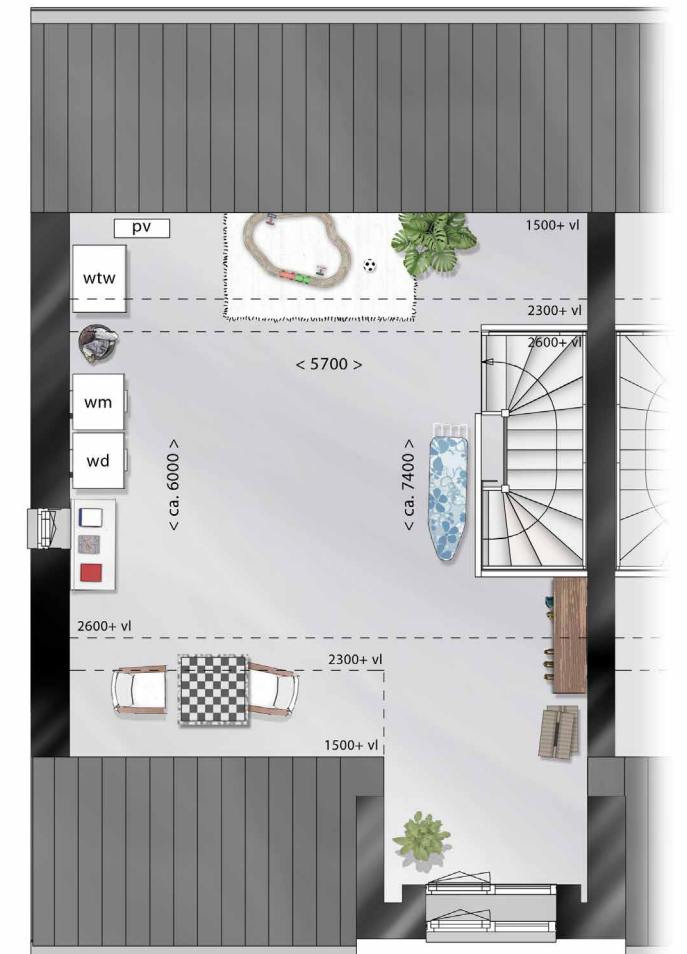 pv
1500+ vl
wtw
2300+ vl
2600+ vl
< 5700 >
wm
wd
< ca. 6000 >
< ca. 7400 >
2600+ vl
2300+ vl
1500+ vl